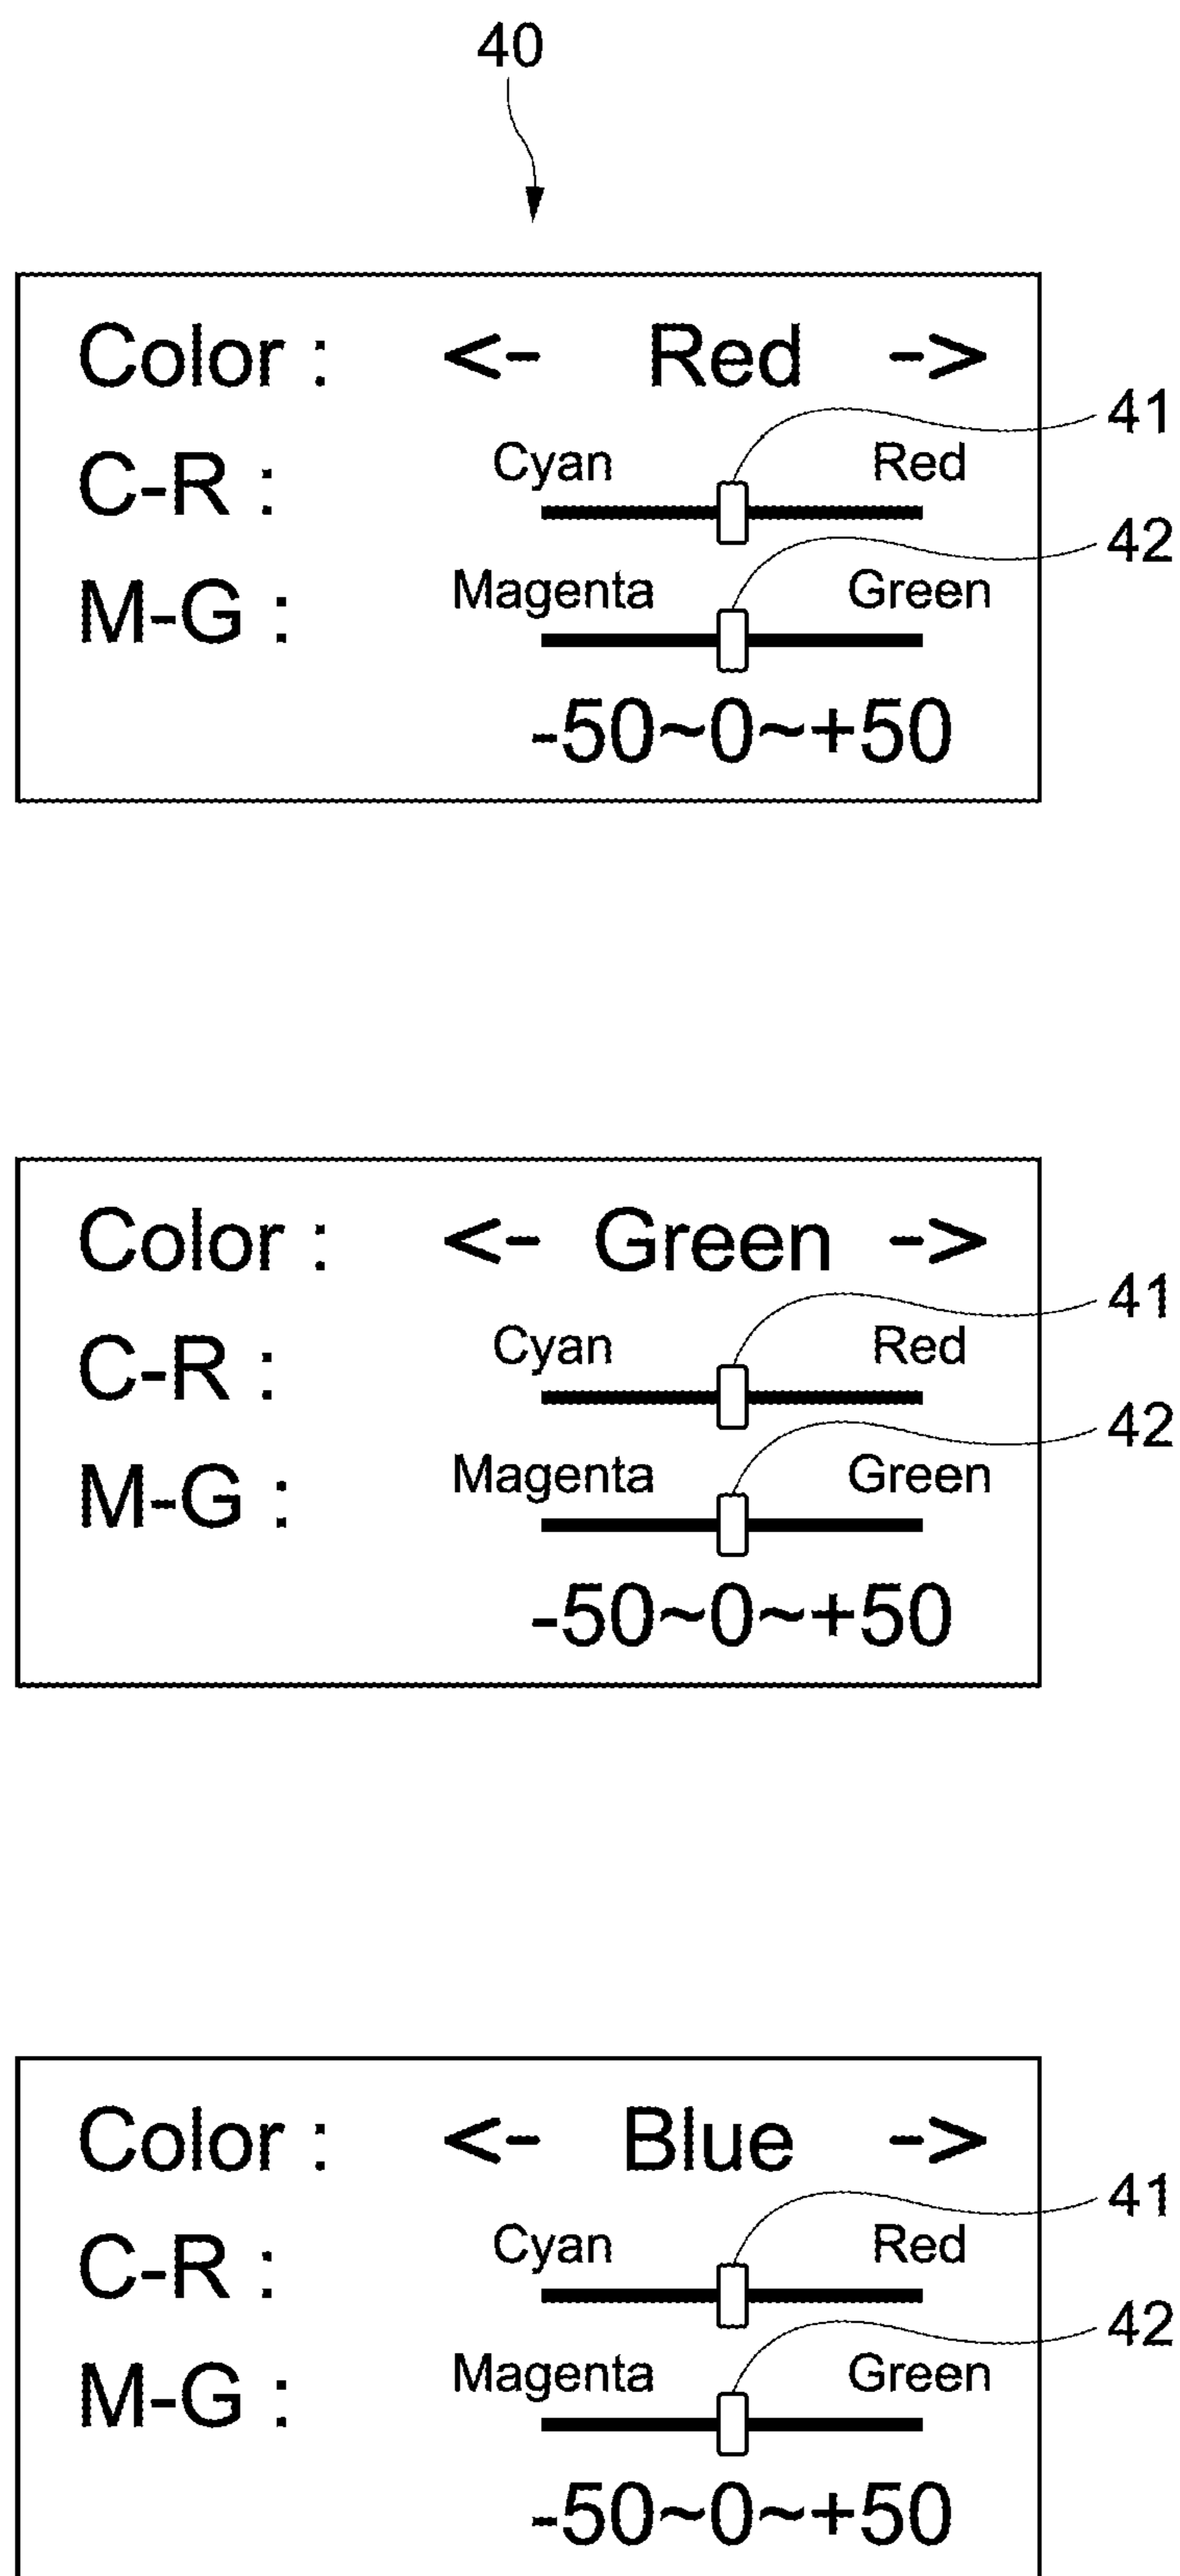 40
Color : <- Red ->
41
C-R : Cyan Red
42
M-G : Magenta Green
-50~0~+50
Color : <- Green ->
41
C-R : Cyan Red
42
M-G : Magenta Green
-50~0~+50
Color : <- Blue ->
41
C-R : Cyan Red
42
M-G : Magenta Green
-50~0~+50